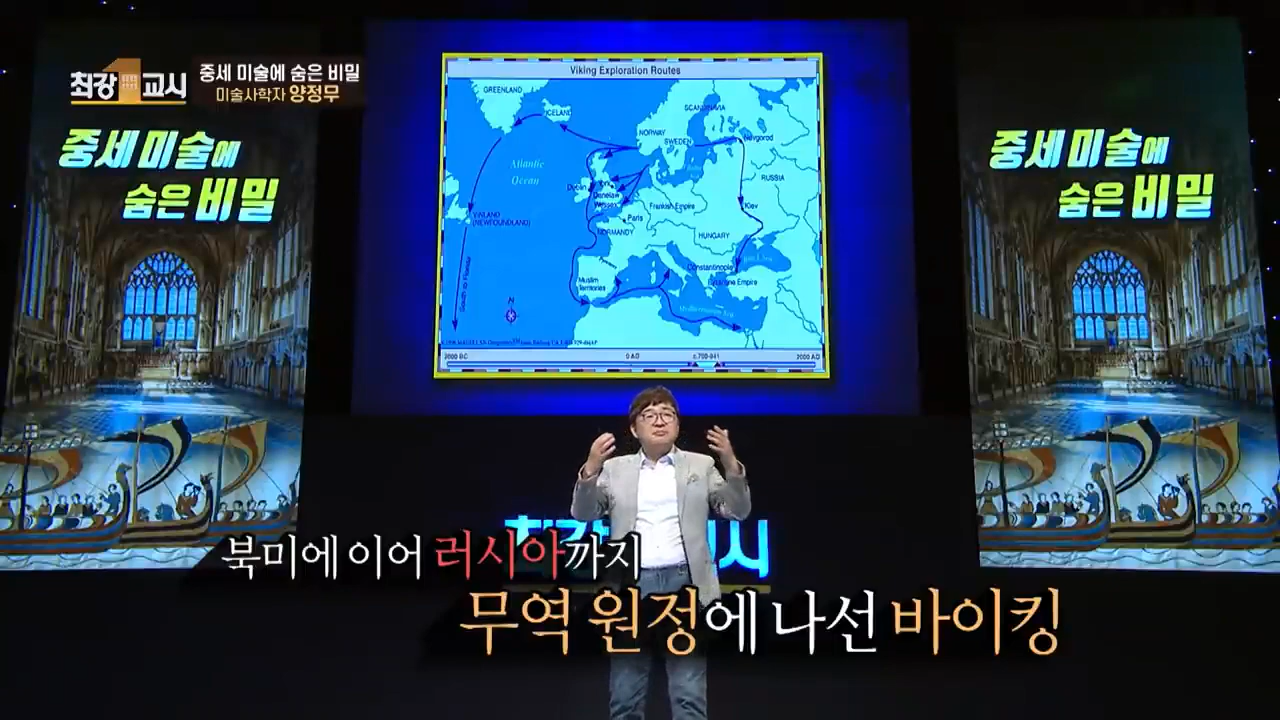 최강1교시
중세 미술에 숨은 비밀
미술사학자 양정무
중세 미술에
숨은 비밀
Viking Exploration Routes
GREENLAND
ICELAND
SCANDINAVIA
NORWAY
SWEDEN
Novgorod
Atlantic
Ocean
RUSSIA
Dublin
Danelaw
Wessex
Frankish Empire
Kiev
VINLAND
(NEWFOUNDLAND)
Paris
NORMANDY
HUNGARY
Constantinople
Muslim
Territories
Mediterranean Sea
N
2000 BC
0 AD
2000 AD
중세 미술에
숨은 비밀
북미에 이어 러시아까지
무역 원정에 나선 바이킹